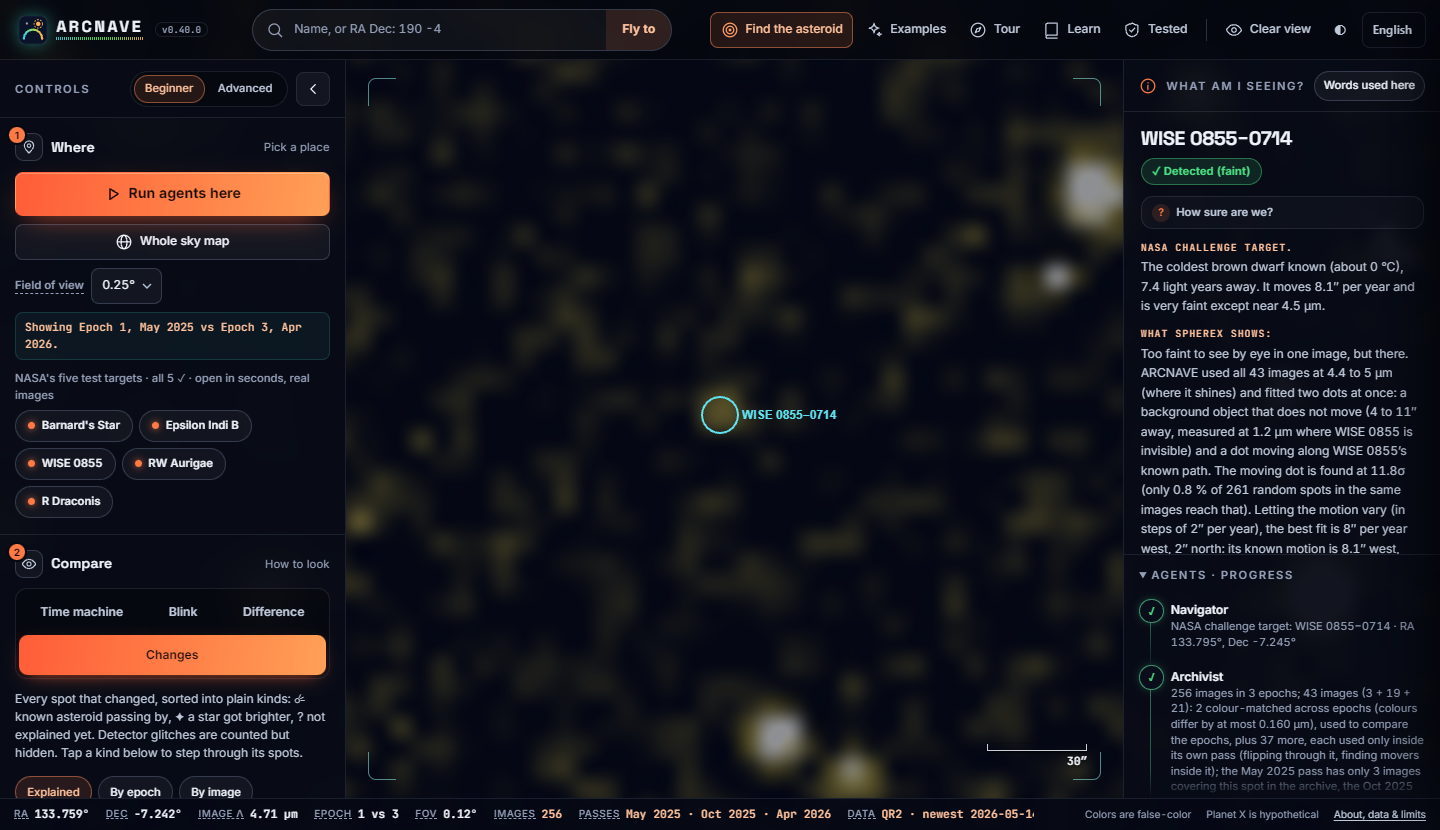 ARCNAVE v0.40.0 Name, or RA Dec: 190 -4 Fly to Find the asteroid Examples Tour Learn Tested Clear view English
CONTROLS Beginner Advanced
1 Where Pick a place
Run agents here
Whole sky map
Field of view 0.25°
Showing Epoch 1, May 2025 vs Epoch 3, Apr
2026.
NASA's five test targets · all 5 ✓ · open in seconds, real
images
Barnard's Star Epsilon Indi B
WISE 0855 RW Aurigae
R Draconis
2 Compare How to look
Time machine Blink Difference
Changes
Every spot that changed, sorted into plain kinds: ☄
known asteroid passing by, ✦ a star got brighter, ? not
explained yet. Detector glitches are counted but
hidden. Tap a kind below to step through its spots.
Explained By epoch By image
WISE 0855−0714
30″
WHAT AM I SEEING? Words used here
WISE 0855−0714
✓ Detected (faint)
? How sure are we?
NASA CHALLENGE TARGET.
The coldest brown dwarf known (about 0 °C),
7.4 light years away. It moves 8.1″ per year and
is very faint except near 4.5 µm.
WHAT SPHEREX SHOWS:
Too faint to see by eye in one image, but there.
ARCNAVE used all 43 images at 4.4 to 5 µm
(where it shines) and fitted two dots at once: a
background object that does not move (4 to 11″
away, measured at 1.2 µm where WISE 0855 is
invisible) and a dot moving along WISE 0855's
known path. The moving dot is found at 11.8σ
(only 0.8 % of 261 random spots in the same
images reach that). Letting the motion vary (in
steps of 2″ per year), the best fit is 8″ per year
west, 2″ north: its known motion is 8.1″ west,
▼ AGENTS · PROGRESS
✓ Navigator
NASA challenge target: WISE 0855−0714 · RA
133.795°, Dec -7.245°
✓ Archivist
256 images in 3 epochs; 43 images (3 + 19 +
21): 2 colour-matched across epochs (colours
differ by at most 0.160 µm), used to compare
the epochs, plus 37 more, each used only inside
its own pass (flipping through it, finding movers
inside it); the May 2025 pass has only 3 images
covering this spot in the archive, the Oct 2025
RA 133.759° DEC -7.242° IMAGE Λ 4.71 µm EPOCH 1 vs 3 FOV 0.12° IMAGES 256 PASSES May 2025 · Oct 2025 · Apr 2026 DATA QR2 · newest 2026-05-1 Colors are false-color Planet X is hypothetical About, data & limits